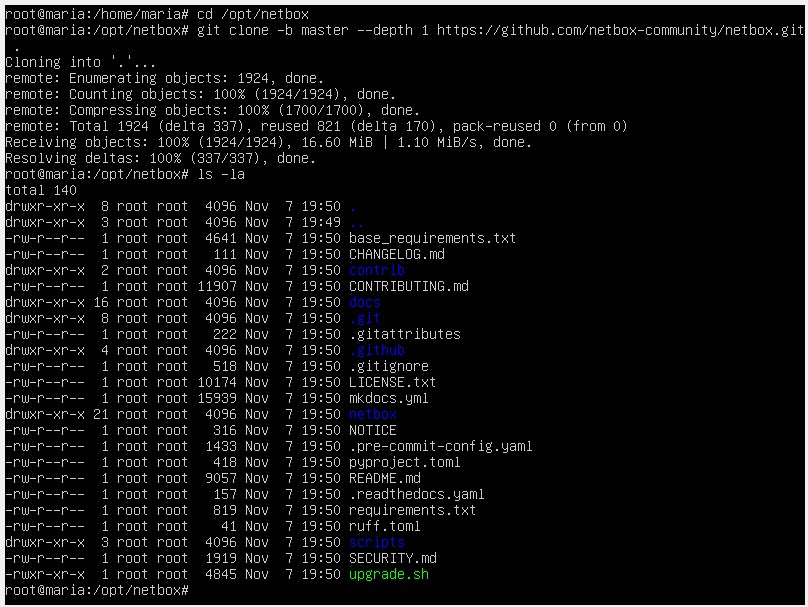 root@maria:/home/maria# cd /opt/netbox
root@maria:/opt/netbox# git clone -b master --depth 1 https://github.com/netbox-community/netbox.git
.
Cloning into '.'...
remote: Enumerating objects: 1924, done.
remote: Counting objects: 100% (1924/1924), done.
remote: Compressing objects: 100% (1700/1700), done.
remote: Total 1924 (delta 337), reused 821 (delta 170), pack-reused 0 (from 0)
Receiving objects: 100% (1924/1924), 16.60 MiB | 1.10 MiB/s, done.
Resolving deltas: 100% (337/337), done.
root@maria:/opt/netbox# ls -la
total 140
drwxr-xr-x  8 root root  4096 Nov  7 19:50 .
drwxr-xr-x  3 root root  4096 Nov  7 19:49 ..
-rw-r--r--  1 root root  4641 Nov  7 19:50 base_requirements.txt
-rw-r--r--  1 root root   111 Nov  7 19:50 CHANGELOG.md
drwxr-xr-x  2 root root  4096 Nov  7 19:50 contrib
-rw-r--r--  1 root root 11907 Nov  7 19:50 CONTRIBUTING.md
drwxr-xr-x 16 root root  4096 Nov  7 19:50 docs
drwxr-xr-x  8 root root  4096 Nov  7 19:50 .git
-rw-r--r--  1 root root   222 Nov  7 19:50 .gitattributes
drwxr-xr-x  4 root root  4096 Nov  7 19:50 .github
-rw-r--r--  1 root root   518 Nov  7 19:50 .gitignore
-rw-r--r--  1 root root 10174 Nov  7 19:50 LICENSE.txt
-rw-r--r--  1 root root 15939 Nov  7 19:50 mkdocs.yml
drwxr-xr-x 21 root root  4096 Nov  7 19:50 netbox
-rw-r--r--  1 root root   316 Nov  7 19:50 NOTICE
-rw-r--r--  1 root root  1433 Nov  7 19:50 .pre-commit-config.yaml
-rw-r--r--  1 root root   418 Nov  7 19:50 pyproject.toml
-rw-r--r--  1 root root  9057 Nov  7 19:50 README.md
-rw-r--r--  1 root root   157 Nov  7 19:50 .readthedocs.yaml
-rw-r--r--  1 root root   819 Nov  7 19:50 requirements.txt
-rw-r--r--  1 root root    41 Nov  7 19:50 ruff.toml
drwxr-xr-x  3 root root  4096 Nov  7 19:50 scripts
-rw-r--r--  1 root root  1919 Nov  7 19:50 SECURITY.md
-rwxr-xr-x  1 root root  4845 Nov  7 19:50 upgrade.sh
root@maria:/opt/netbox#